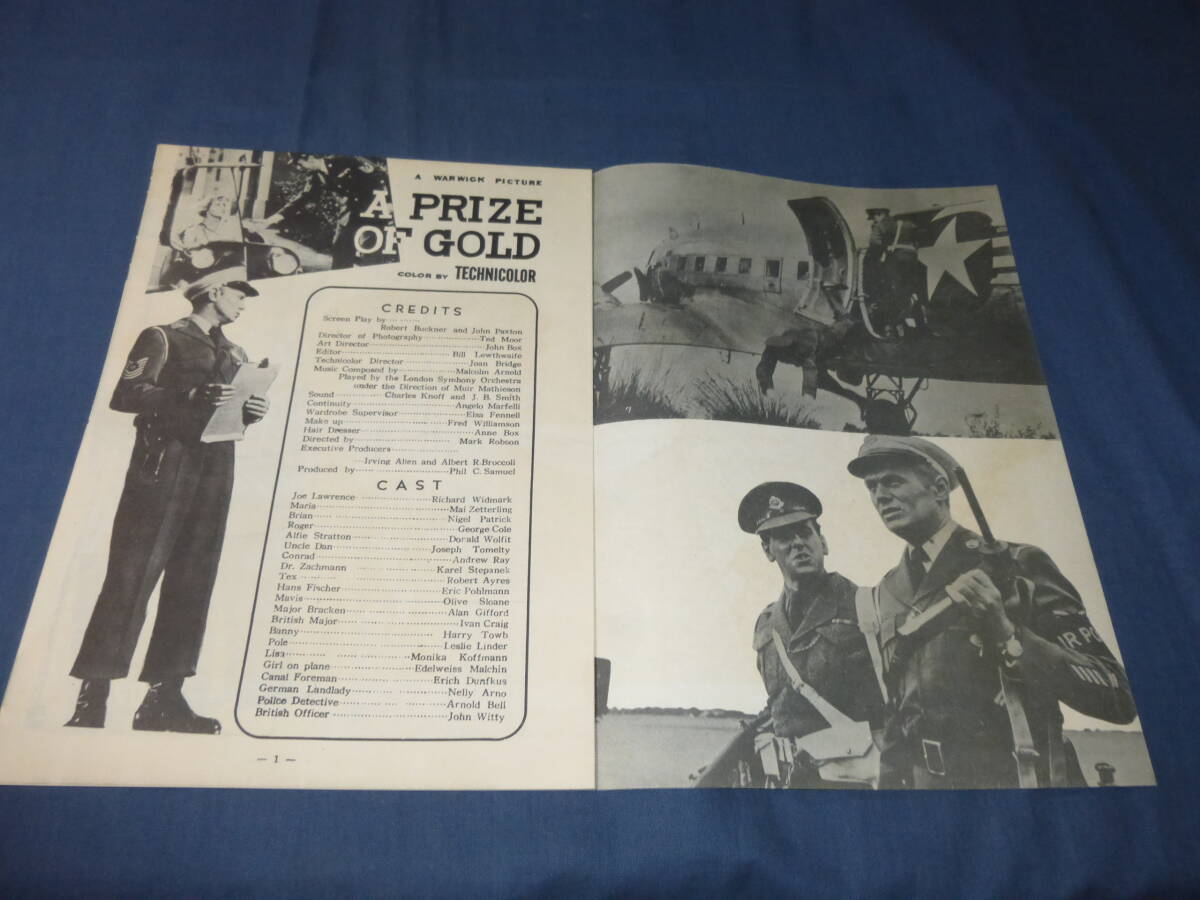 A WARWICK PICTURE
A PRIZE
OF GOLD
COLOR BY TECHNICOLOR
CREDITS
Screen Play by
Robert Buckner and John Paxton
Director of Photography Ted Moor
Art Director John Box
Editor Bill Lewthwaife
Technicolor Director Joan Bridge
Music Composed by Malcolm Arnold
Played by the London Symhony Orchestra
under the Direction of Muir Mathieson
Sound Charles Knoff and J. B. Smith
Continuity Angelo Marfelli
Wardrobe Supervisor Elsa Fennell
Make up Fred Williamson
Hair Dresser Anne Box
Directed by Mark Robson
Executive Producers
Irving Allen and Albert R.Broccoli
Produced by Phil C. Samuel
CAST
Joe Lawrence Richard Widmark
Maria Mai Zetterling
Brian Nigel Patrick
Roger George Cole
Alfie Stratton Donald Wolfit
Uncle Dan Joseph Tomelty
Conrad Andrew Ray
Dr. Zachmann Karel Stepanek
Tex Robert Ayres
Hans Fischer Eric Pohlmann
Mavis Olive Sloane
Major Bracken Alan Gifford
British Major Ivan Craig
Banny Harry Towb
Pole Leslie Linder
Lisa Monika Koffmann
Girl on plane Edelweiss Malchin
Canal Foreman Erich Dunfkus
German Landlady Nelly Arno
Police Detective Arnold Bell
British Officer John Witty
— 1 —
IR PO